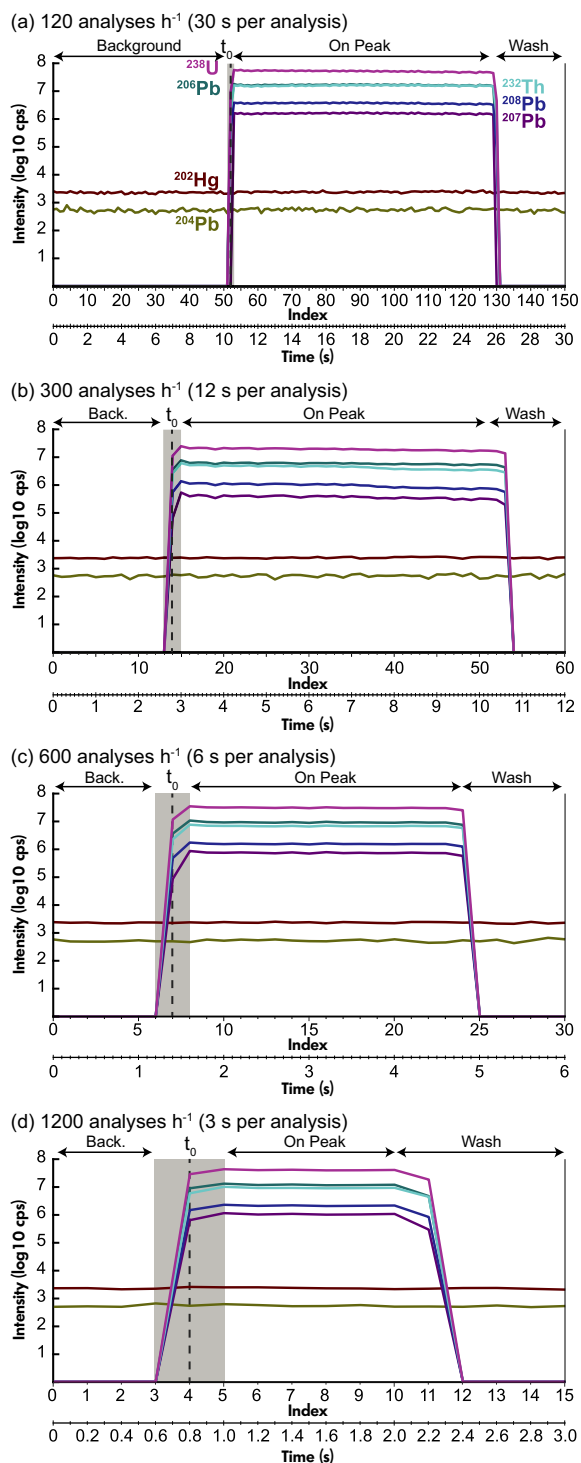 (a) 120 analyses h⁻¹ (30 s per analysis)
Background t₀ On Peak Wash
Intensity (log10 cps)
8
7
6
5
4
3
2
1
²³⁸U
²⁰⁶Pb
²⁰²Hg
²⁰⁴Pb
²³²Th
²⁰⁸Pb
²⁰⁷Pb
0 10 20 30 40 50 60 70 80 90 100 110 120 130 140 150
Index
0 2 4 6 8 10 12 14 16 18 20 22 24 26 28 30
Time (s)
(b) 300 analyses h⁻¹ (12 s per analysis)
Back. t₀ On Peak Wash
Intensity (log10 cps)
8
7
6
5
4
3
2
1
0 10 20 30 40 50 60
Index
0 1 2 3 4 5 6 7 8 9 10 11 12
Time (s)
(c) 600 analyses h⁻¹ (6 s per analysis)
Back. t₀ On Peak Wash
Intensity (log10 cps)
8
7
6
5
4
3
2
1
0 5 10 15 20 25 30
Index
0 1 2 3 4 5 6
Time (s)
(d) 1200 analyses h⁻¹ (3 s per analysis)
Back. t₀ On Peak Wash
Intensity (log10 cps)
8
7
6
5
4
3
2
1
0 1 2 3 4 5 6 7 8 9 10 11 12 13 14 15
Index
0 0.2 0.4 0.6 0.8 1.0 1.2 1.4 1.6 1.8 2.0 2.2 2.4 2.6 2.8 3.0
Time (s)